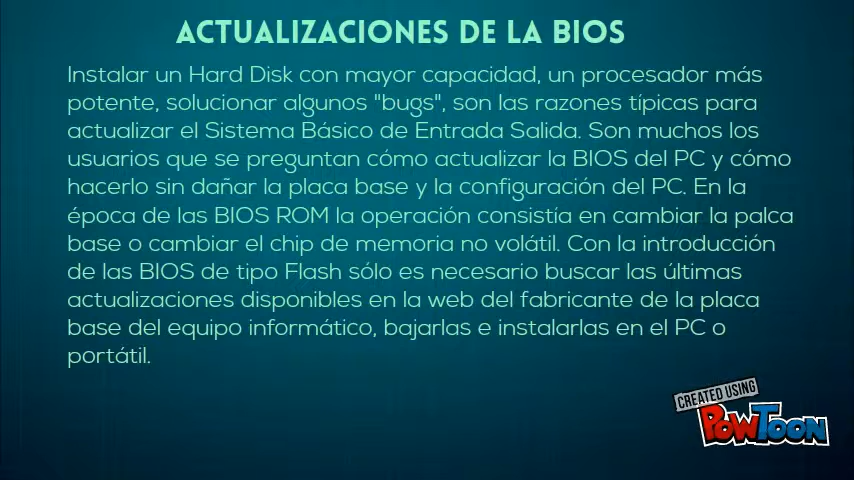 ACTUALIZACIONES DE LA BIOS
Instalar un Hard Disk con mayor capacidad, un procesador más
potente, solucionar algunos "bugs", son las razones típicas para
actualizar el Sistema Básico de Entrada Salida. Son muchos los
usuarios que se preguntan cómo actualizar la BIOS del PC y cómo
hacerlo sin dañar la placa base y la configuración del PC. En la
época de las BIOS ROM la operación consistía en cambiar la palca
base o cambiar el chip de memoria no volátil. Con la introducción
de las BIOS de tipo Flash sólo es necesario buscar las últimas
actualizaciones disponibles en la web del fabricante de la placa
base del equipo informático, bajarlas e instalarlas en el PC o
portátil.
CREATED USING
POWTOON